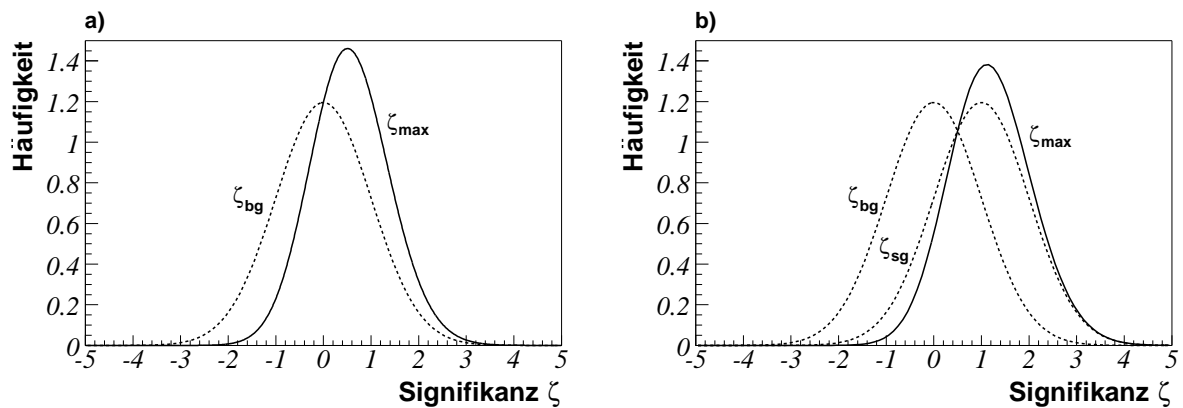 a)
Häufigkeit
1.4
1.2
1
0.8
0.6
0.4
0.2
0
ζmax
ζbg
-5 -4 -3 -2 -1 0 1 2 3 4 5
Signifikanz ζ
b)
Häufigkeit
1.4
1.2
1
0.8
0.6
0.4
0.2
0
ζmax
ζbg
ζsg
-5 -4 -3 -2 -1 0 1 2 3 4 5
Signifikanz ζ